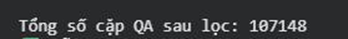 Tổng số cặp QA sau lọc: 107148